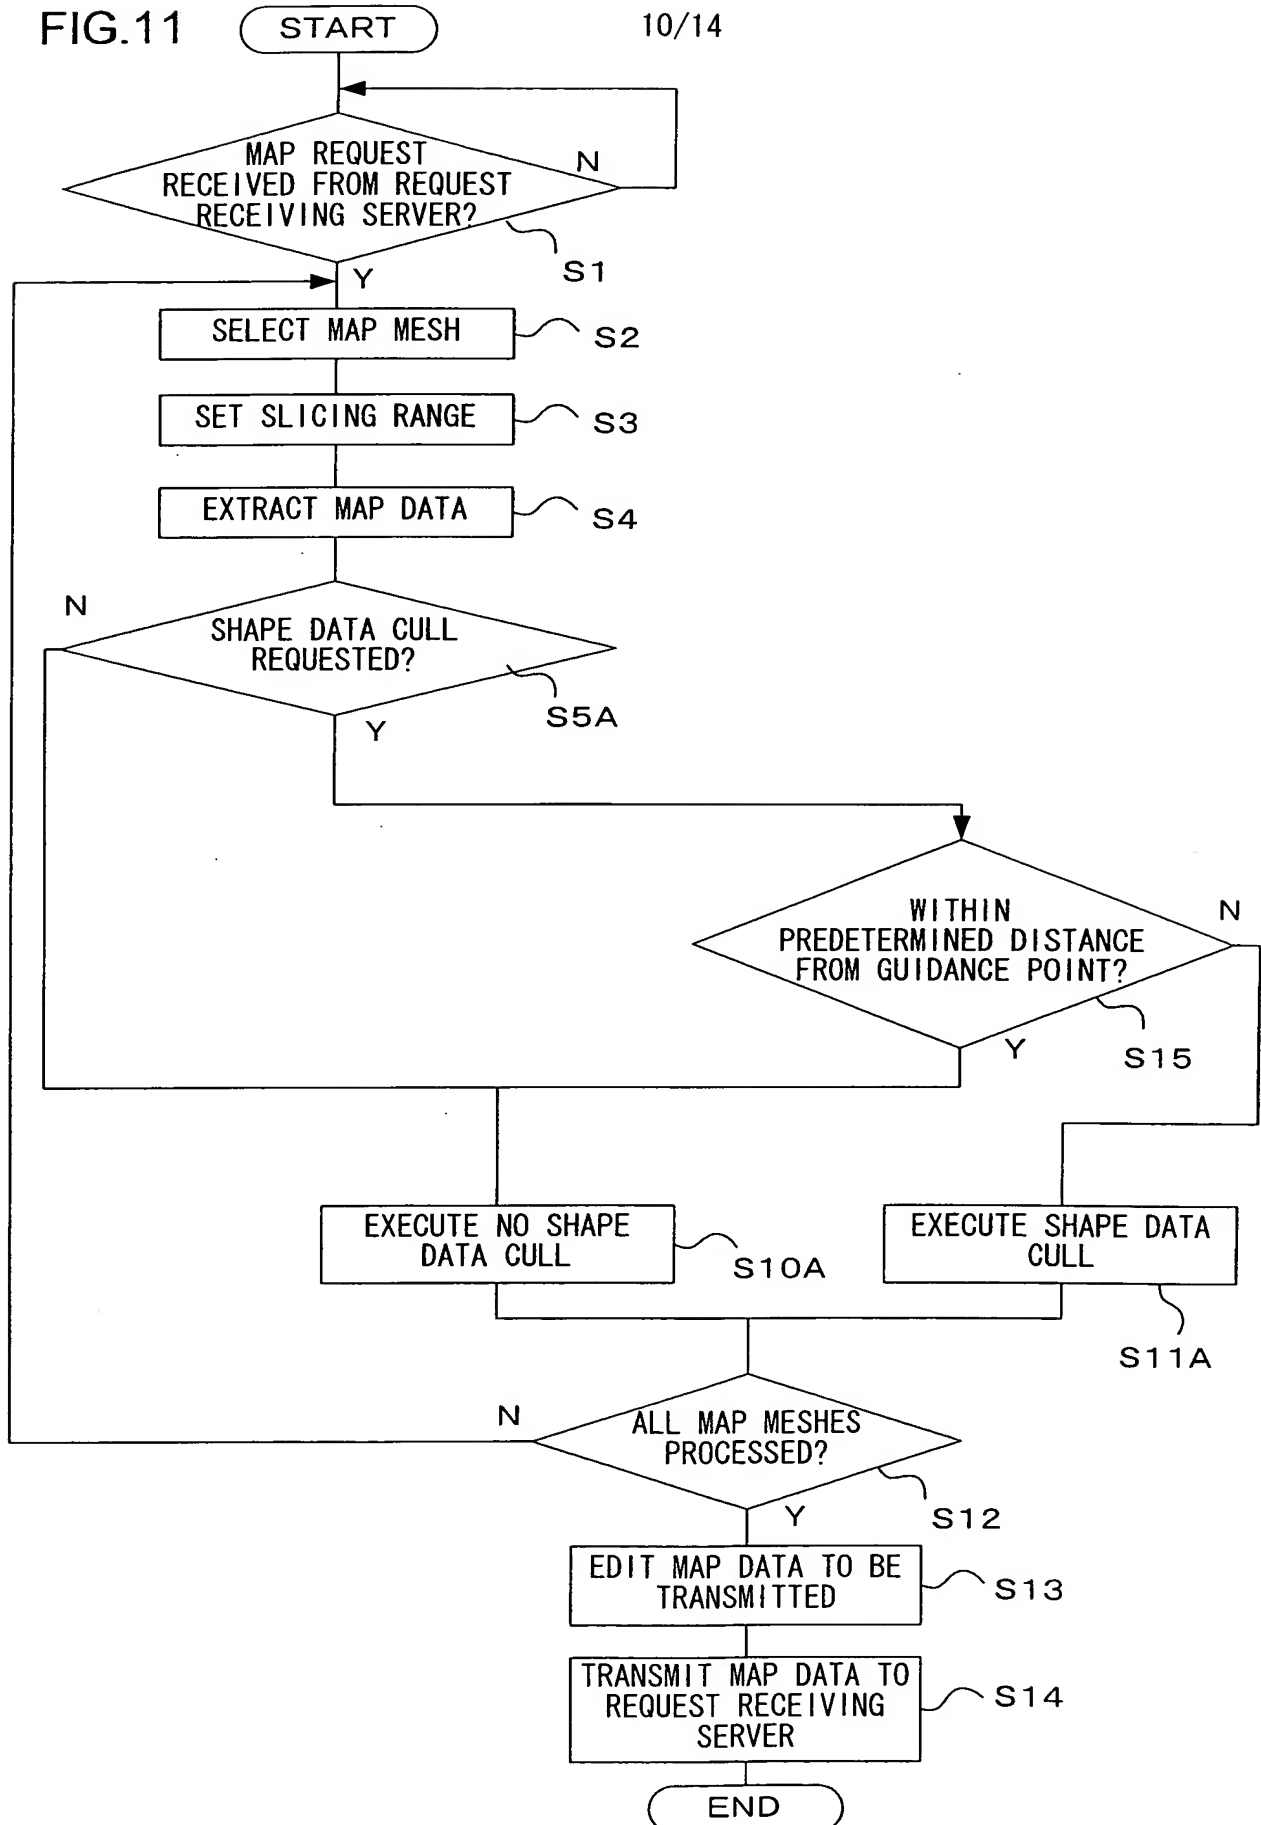 FIG.11
START
10/14
MAP REQUEST
RECEIVED FROM REQUEST
RECEIVING SERVER?
N
S1
Y
SELECT MAP MESH
S2
SET SLICING RANGE
S3
EXTRACT MAP DATA
S4
N
SHAPE DATA CULL
REQUESTED?
S5A
Y
WITHIN
PREDETERMINED DISTANCE
FROM GUIDANCE POINT?
N
S15
Y
EXECUTE NO SHAPE
DATA CULL
S10A
EXECUTE SHAPE DATA
CULL
S11A
N
ALL MAP MESHES
PROCESSED?
S12
Y
EDIT MAP DATA TO BE
TRANSMITTED
S13
TRANSMIT MAP DATA TO
REQUEST RECEIVING
SERVER
S14
END